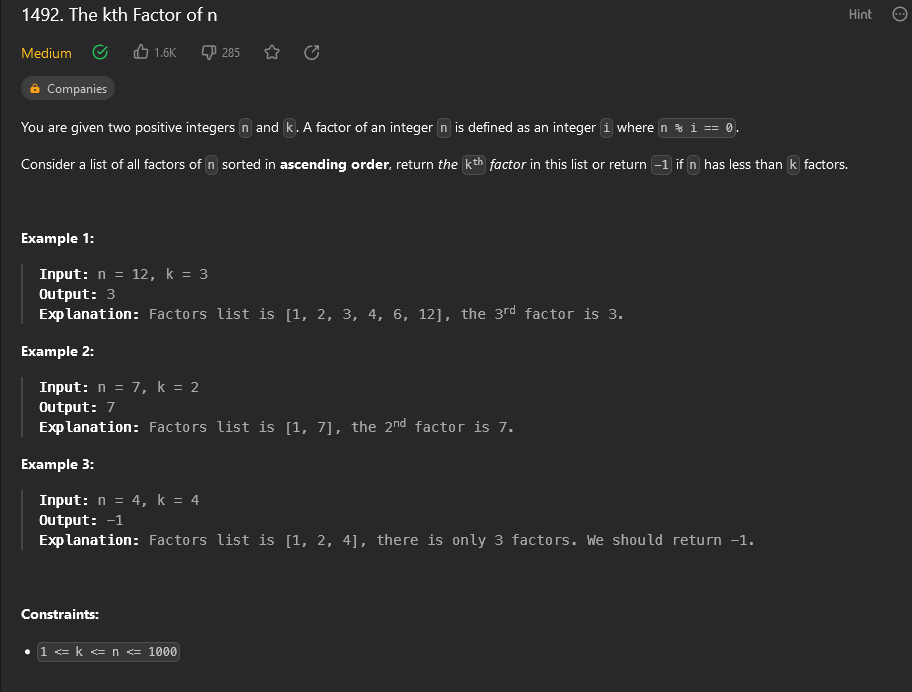 1492. The kth Factor of n
Hint
Medium 1.6K 285
Companies
You are given two positive integers n and k. A factor of an integer n is defined as an integer i where n % i == 0.
Consider a list of all factors of n sorted in ascending order, return the kth factor in this list or return -1 if n has less than k factors.
Example 1:
Input: n = 12, k = 3
Output: 3
Explanation: Factors list is [1, 2, 3, 4, 6, 12], the 3rd factor is 3.
Example 2:
Input: n = 7, k = 2
Output: 7
Explanation: Factors list is [1, 7], the 2nd factor is 7.
Example 3:
Input: n = 4, k = 4
Output: -1
Explanation: Factors list is [1, 2, 4], there is only 3 factors. We should return -1.
Constraints:
• 1 <= k <= n <= 1000